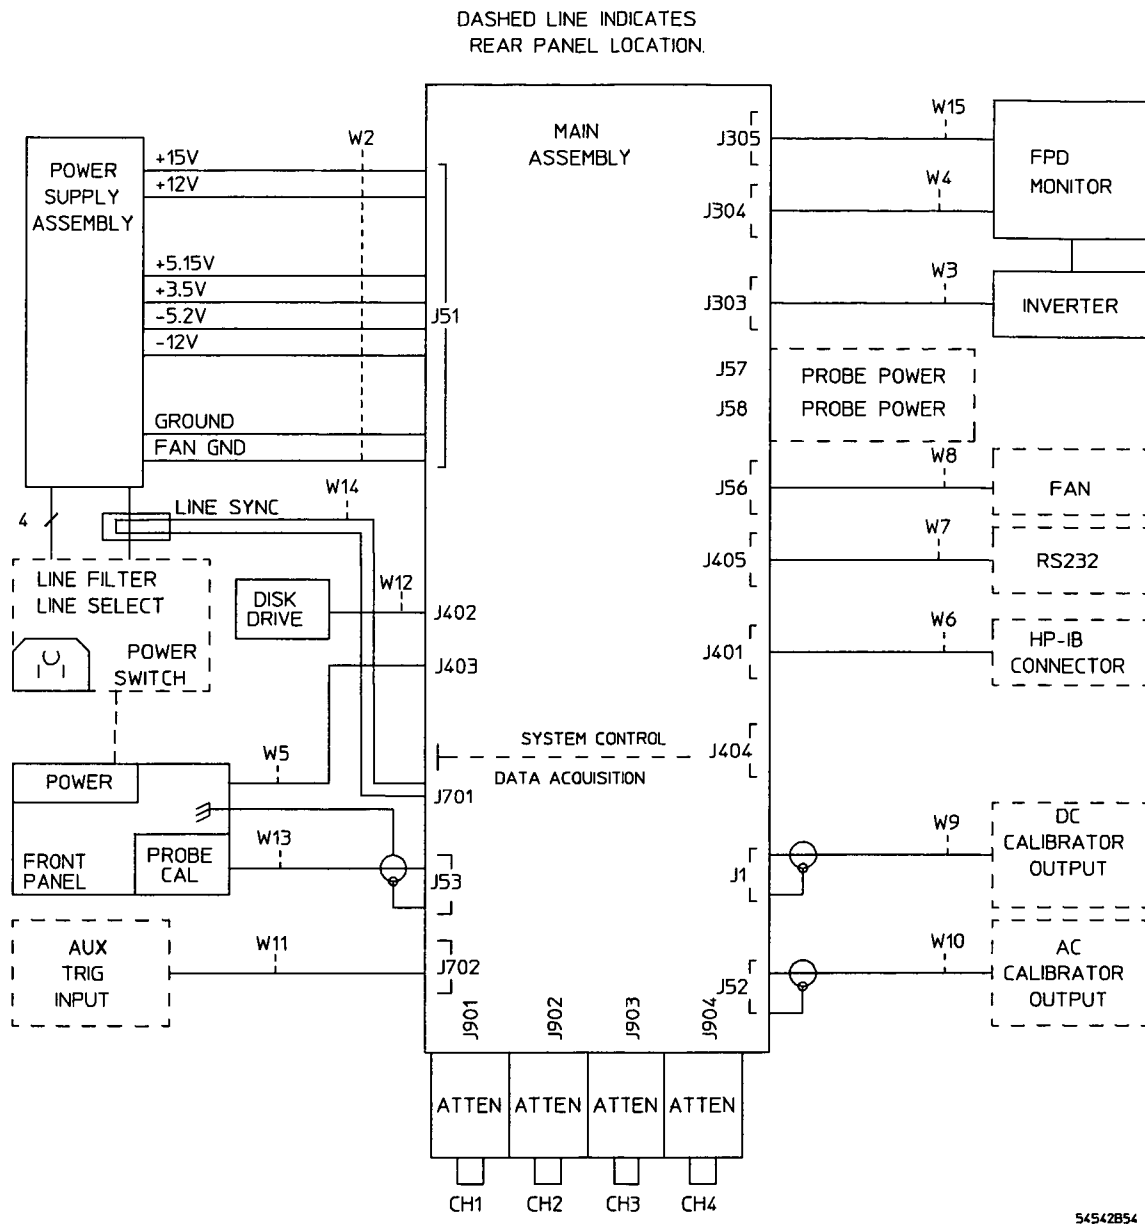 DASHED LINE INDICATES
REAR PANEL LOCATION.
POWER
SUPPLY
ASSEMBLY
+15V
+12V
+5.15V
+3.5V
-5.2V
-12V
GROUND
FAN GND
W2
J51
MAIN
ASSEMBLY
J305
W15
FPD
MONITOR
J304
W4
J303
W3
INVERTER
J57
PROBE POWER
J58
PROBE POWER
J56
W8
FAN
J405
W7
RS232
J401
W6
HP-IB
CONNECTOR
4
LINE SYNC
W14
LINE FILTER
LINE SELECT
POWER
SWITCH
DISK
DRIVE
W12
J402
J403
SYSTEM CONTROL
J404
DATA ACQUISITION
POWER
W5
J701
FRONT
PANEL
PROBE
CAL
W13
J53
J1
W9
DC
CALIBRATOR
OUTPUT
AUX
TRIG
INPUT
W11
J702
J52
W10
AC
CALIBRATOR
OUTPUT
J901
J902
J903
J904
ATTEN
ATTEN
ATTEN
ATTEN
CH1
CH2
CH3
CH4
54542B54